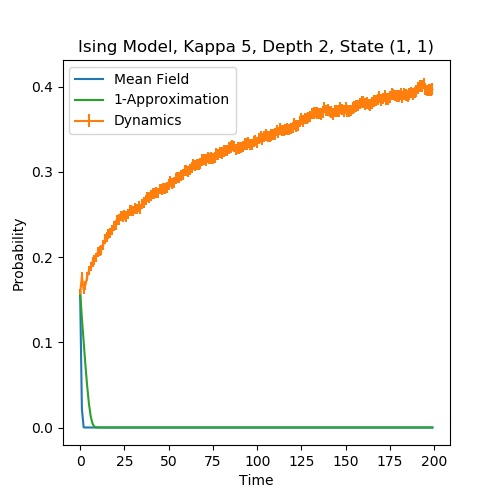 Ising Model, Kappa 5, Depth 2, State (1, 1)
Mean Field
1-Approximation
Dynamics
Probability
0.4
0.3
0.2
0.1
0.0
0 25 50 75 100 125 150 175 200
Time